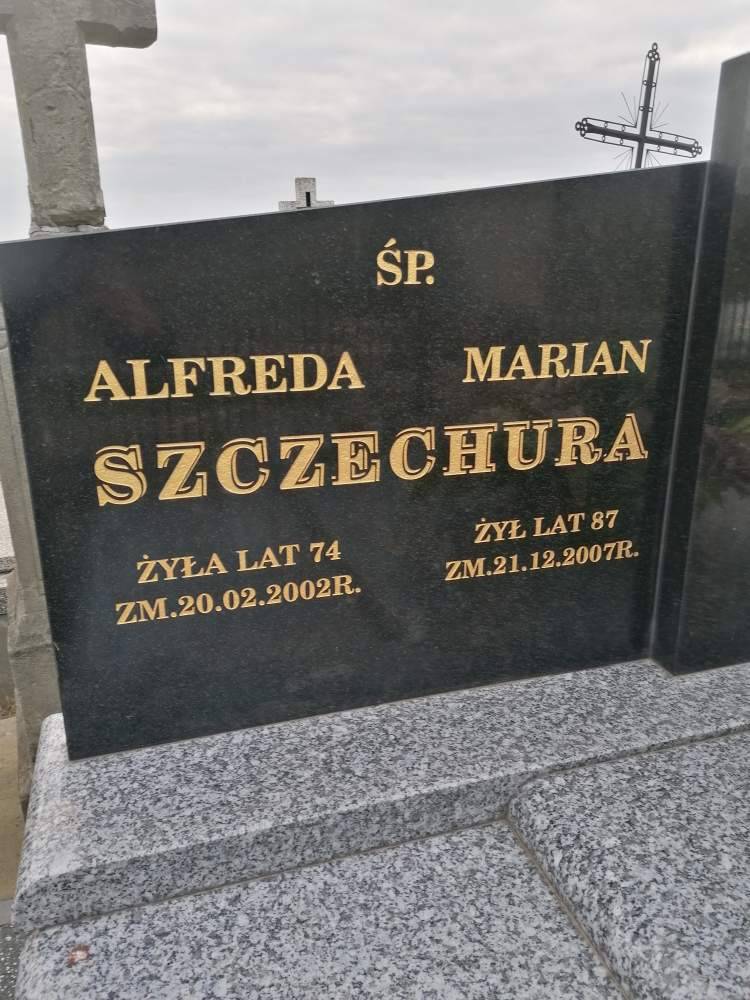 ŚP.
ALFREDA MARIAN
SZCZECHURA
ŻYŁA LAT 74
ZM.20.02.2002R.
ŻYŁ LAT 87
ZM.21.12.2007R.